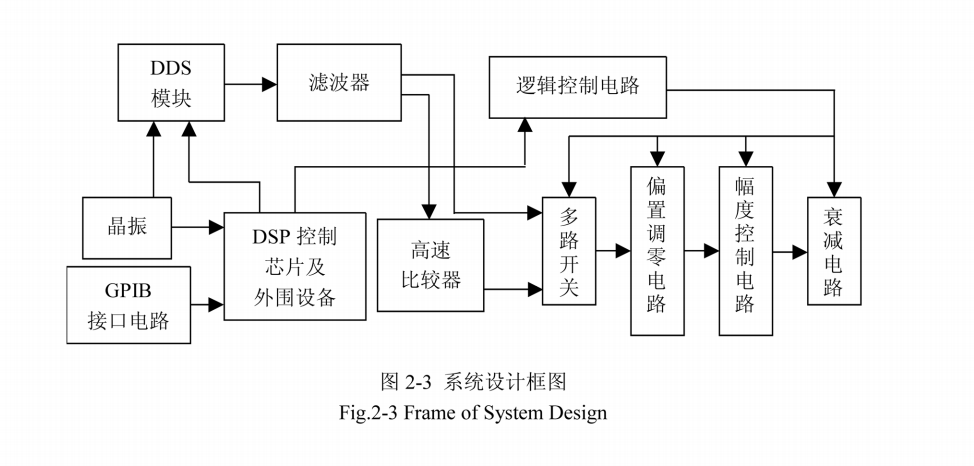 DDS
模块
滤波器
逻辑控制电路
晶振
DSP 控制
芯片及
外围设备
GPIB
接口电路
高速
比较器
多路开关
偏置调零电路
幅度控制电路
衰减电路
图 2-3 系统设计框图
Fig.2-3 Frame of System Design